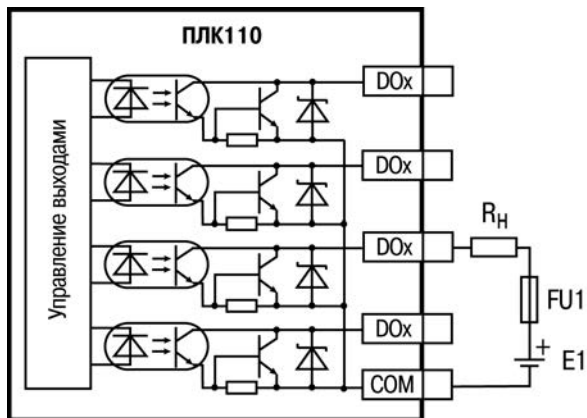 ПЛК110
Управление выходами
DOx
DOx
DOx
DOx
COM
RН
FU1
+
E1